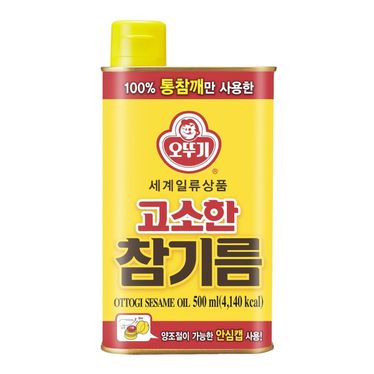 100% 통참깨만 사용한
오뚜기
®
세계일류상품
고소한
참기름
OTTOGI SESAME OIL 500 ml(4,140 kcal)
양조절이 가능한 안심캡 사용!